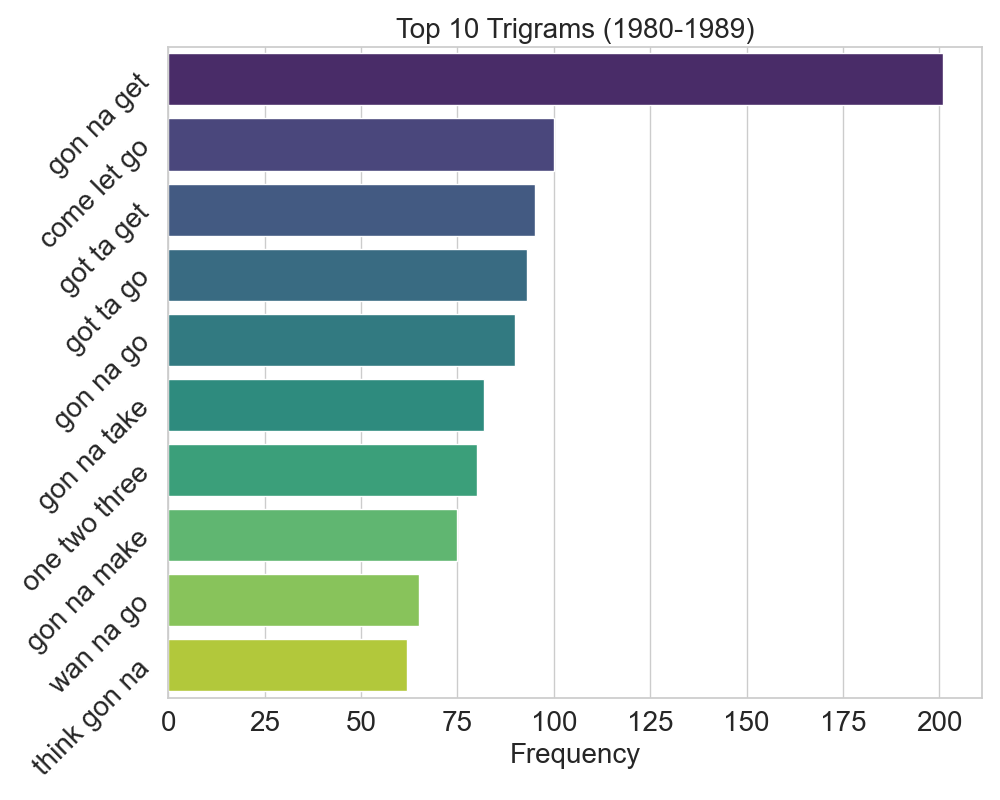 Top 10 Trigrams (1980-1989)
gon na get
come let go
got ta get
got ta go
gon na go
gon na take
one two three
gon na make
wan na go
think gon na
0 25 50 75 100 125 150 175 200
Frequency